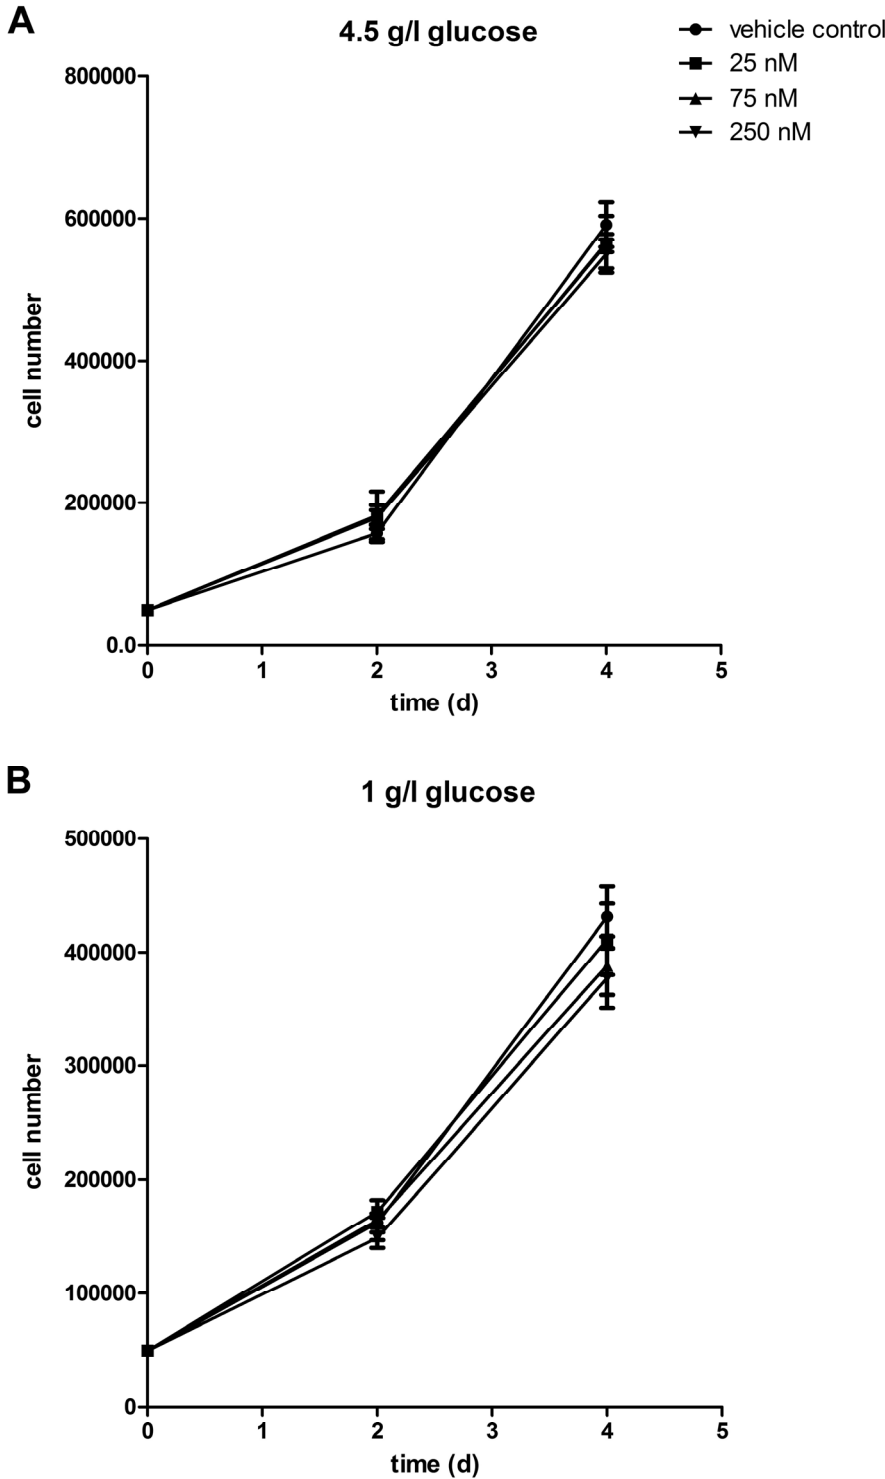 A
4.5 g/l glucose
vehicle control
25 nM
75 nM
250 nM
800000
600000
400000
200000
0.0
cell number
0 1 2 3 4 5
time (d)
B
1 g/l glucose
500000
400000
300000
200000
100000
0
cell number
0 1 2 3 4 5
time (d)